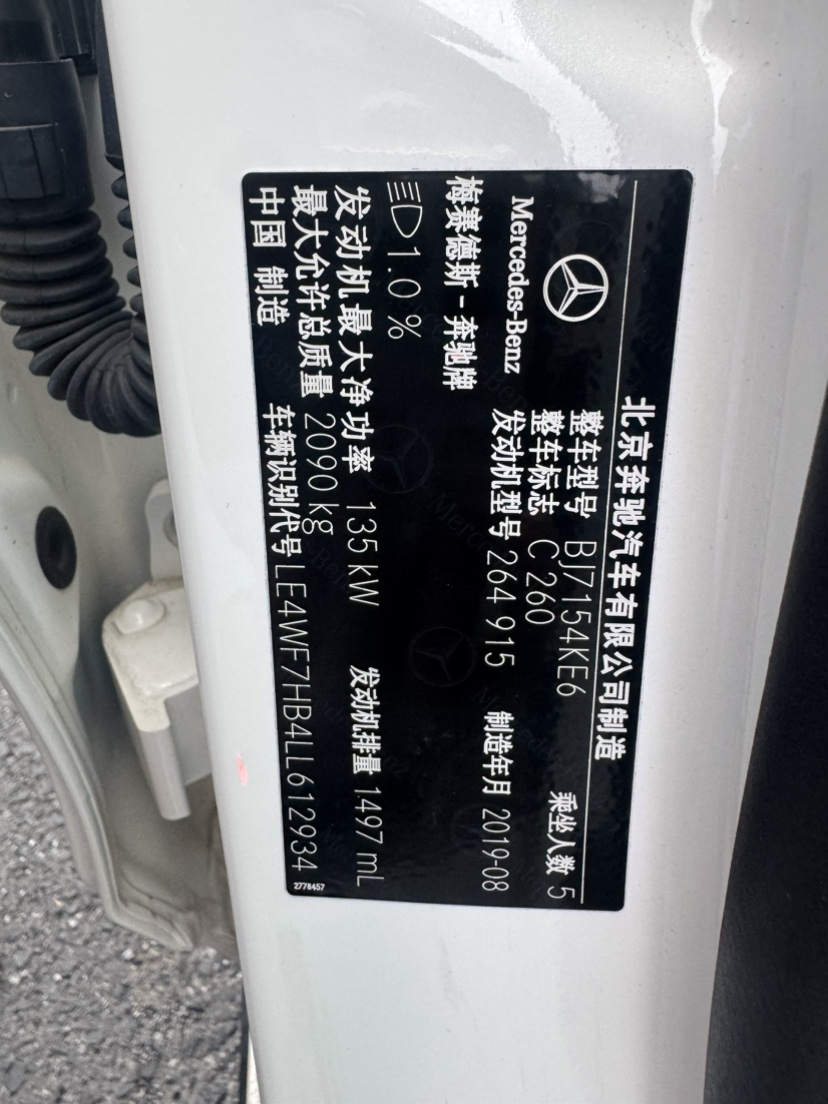 北京奔驰汽车有限公司制造
Mercedes-Benz
梅赛德斯-奔驰牌
整车型号 BJ7154KE6
整车标志 C 260
发动机型号 264 915
乘坐人数 5
制造年月 2019-08
1.0 %
发动机最大净功率 135 kW
发动机排量 1497 mL
最大允许总质量 2090 kg
中国 制造
车辆识别代号 LE4WF7HB4LL612934
2778457